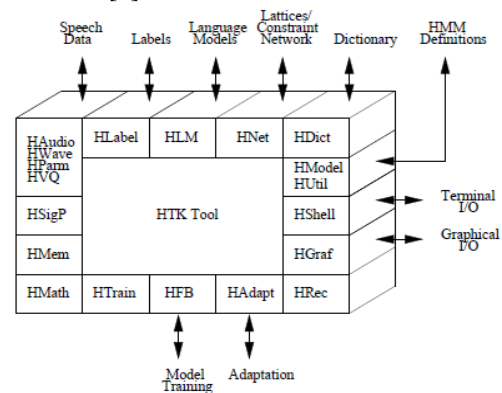 Speech
Data
Labels
Language
Models
Lattices/
Constraint
Network
Dictionary
HMM
Definitions
HAudio
HWave
HParm
HVQ
HLabel
HLM
HNet
HDict
HModel
HUtil
HSigP
HTK Tool
HShell
Terminal
I/O
Graphical
I/O
HMem
HGraf
HMath
HTrain
HFB
HAdapt
HRec
Model
Training
Adaptation